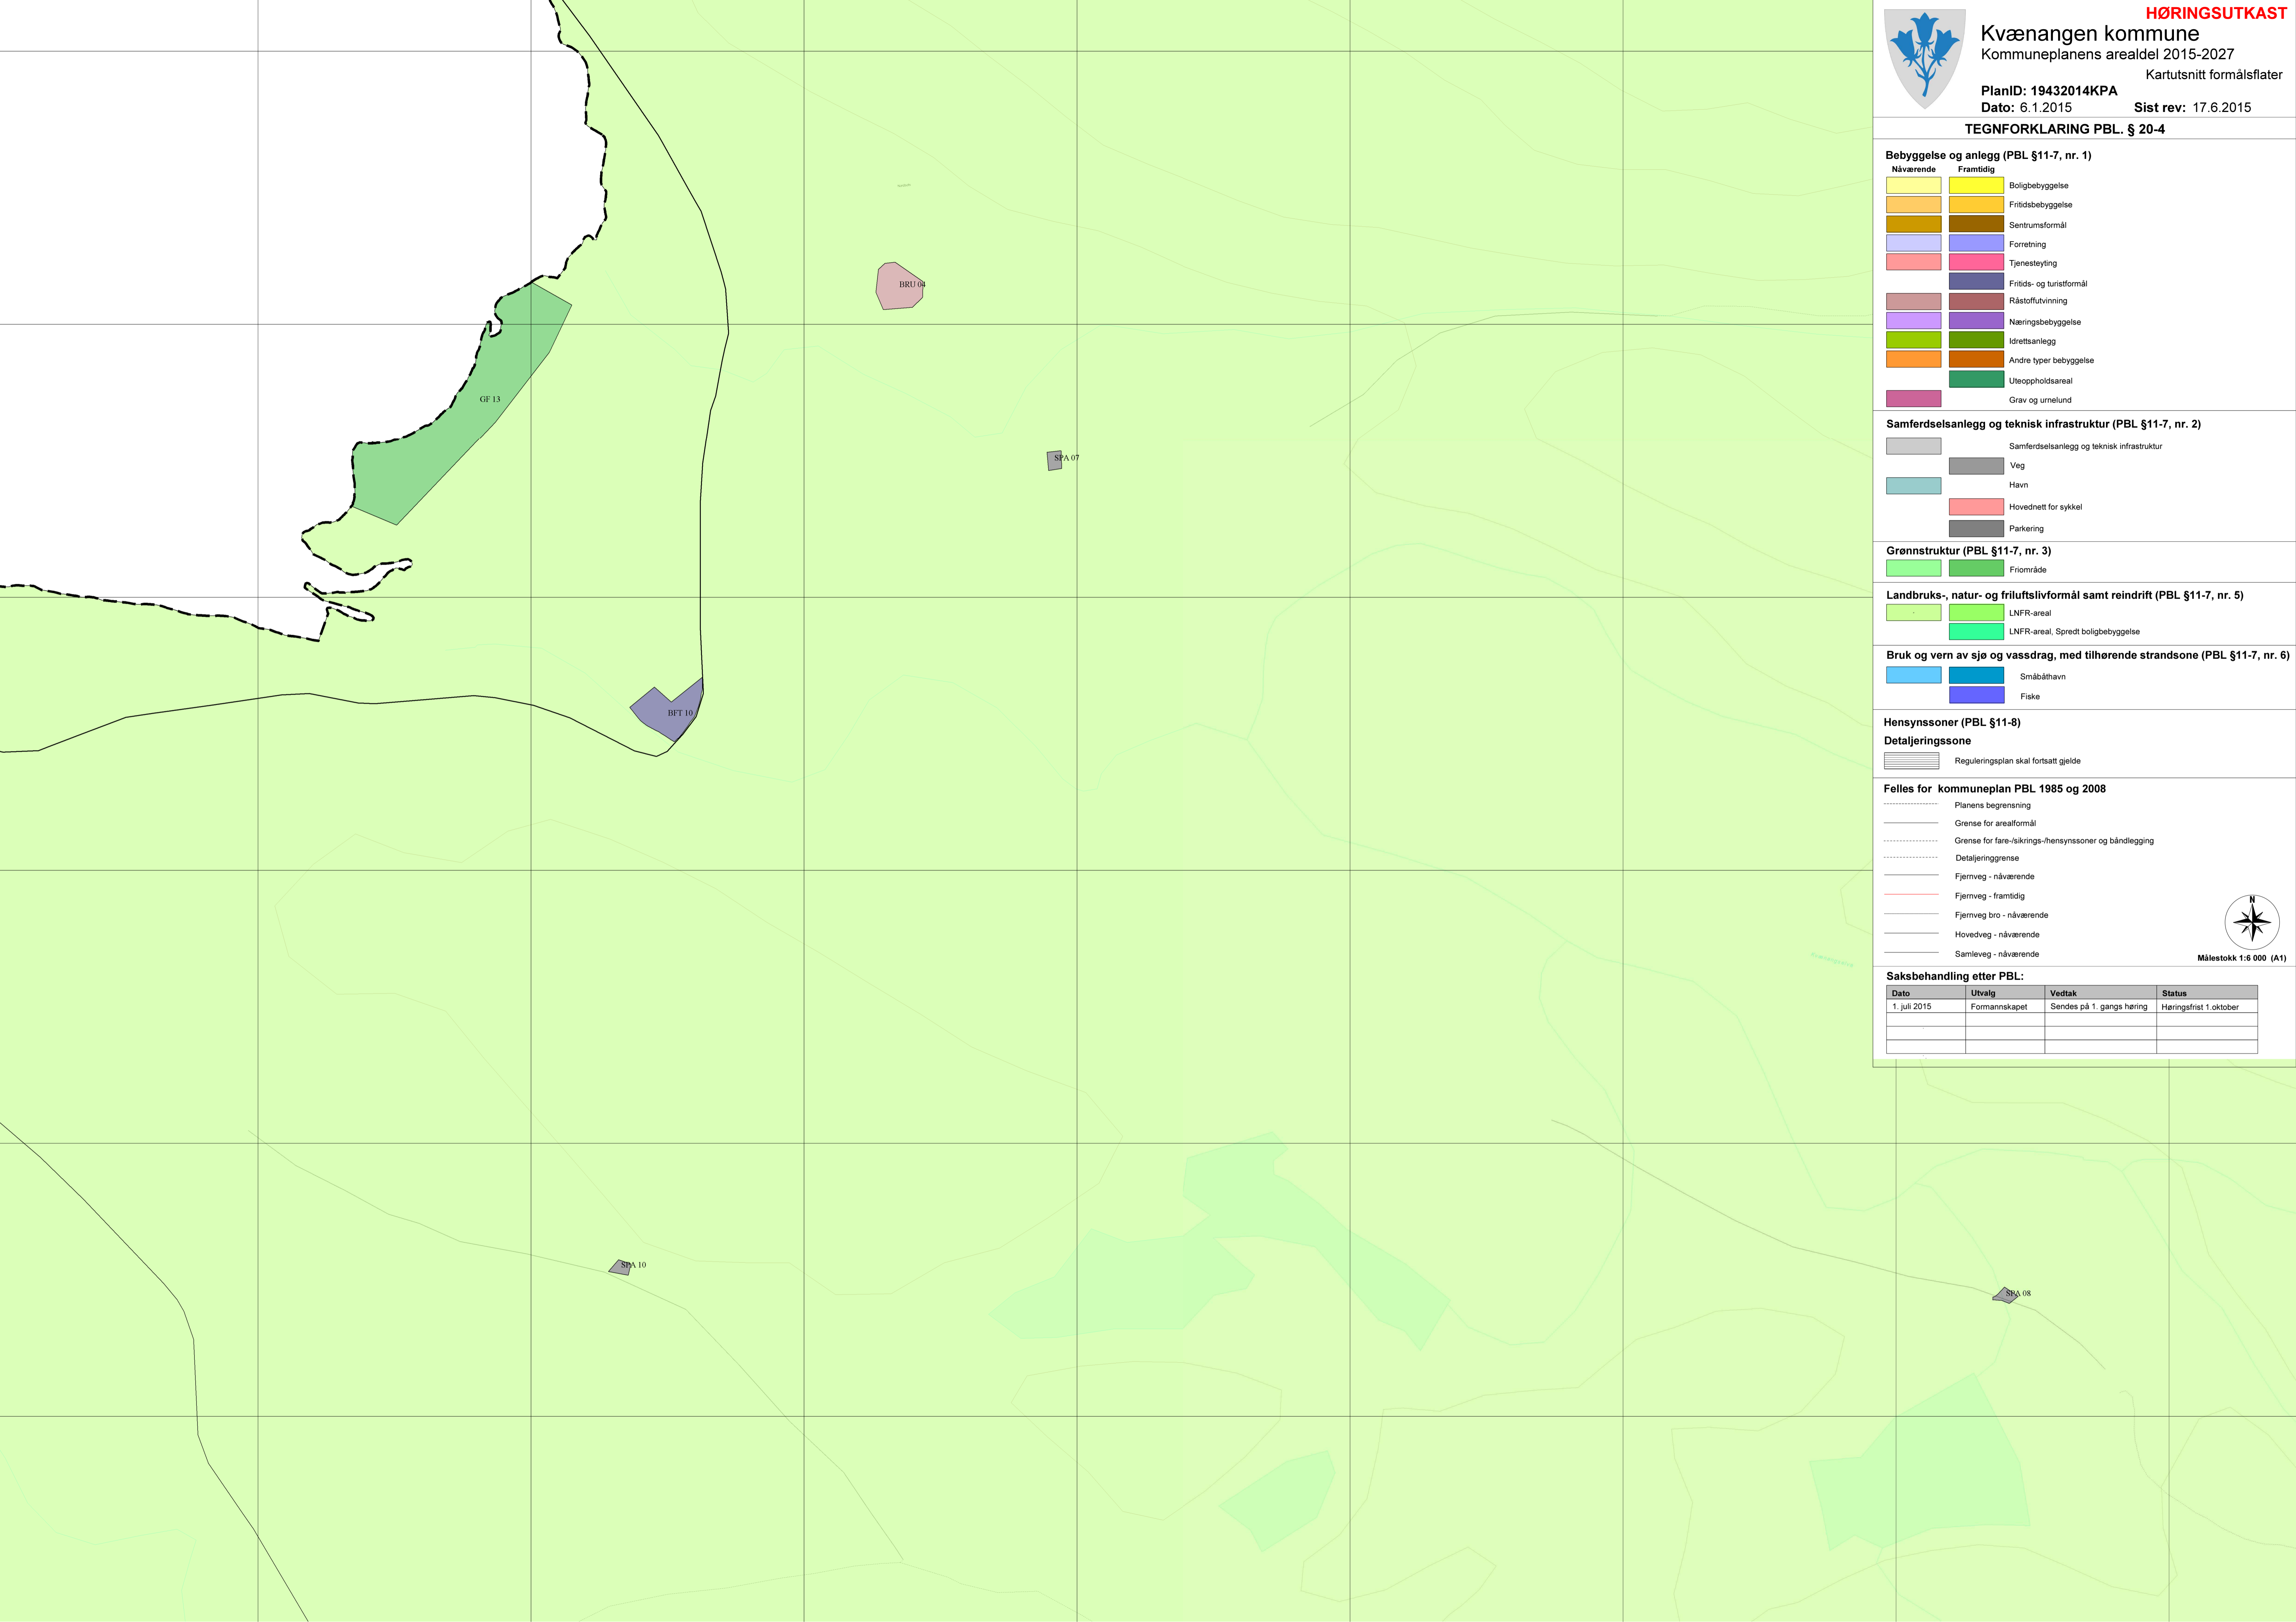 HØRINGSUTKAST
Kvænangen kommune
Kommuneplanens arealdel 2015-2027
Kartutsnitt formålsflater
PlanID: 19432014KPA
Dato: 6.1.2015 Sist rev: 17.6.2015
TEGNFORKLARING PBL. § 20-4
Bebyggelse og anlegg (PBL §11-7, nr. 1)
Nåværende Framtidig
Boligbebyggelse
Fritidsbebyggelse
Sentrumsformål
Forretning
Tjenesteyting
Fritids- og turistformål
Råstoffutvinning
Næringsbebyggelse
Idrettsanlegg
Andre typer bebyggelse
Uteoppholdsareal
Grav og urnelund
Samferdselsanlegg og teknisk infrastruktur (PBL §11-7, nr. 2)
Samferdselsanlegg og teknisk infrastruktur
Veg
Havn
Hovednett for sykkel
Parkering
Grønnstruktur (PBL §11-7, nr. 3)
Friområde
Landbruks-, natur- og friluftslivformål samt reindrift (PBL §11-7, nr. 5)
LNFR-areal
LNFR-areal, Spredt boligbebyggelse
Bruk og vern av sjø og vassdrag, med tilhørende strandsone (PBL §11-7, nr. 6)
Småbåthavn
Fiske
Hensynssoner (PBL §11-8)
Detaljeringssone
Reguleringsplan skal fortsatt gjelde
Felles for kommuneplan PBL 1985 og 2008
Planens begrensning
Grense for arealformål
Grense for fare-/sikrings-/hensynssoner og båndlegging
Detaljeringgrense
Fjernveg - nåværende
Fjernveg - framtidig
Fjernveg bro - nåværende
Hovedveg - nåværende
Samleveg - nåværende
N
Målestokk 1:6 000 (A1)
Saksbehandling etter PBL:
Dato Utvalg Vedtak Status
1. juli 2015 Formannskapet Sendes på 1. gangs høring Høringsfrist 1.oktober
BRU 04
GF 13
SPA 07
BFT 10
SPA 10
SPA 08